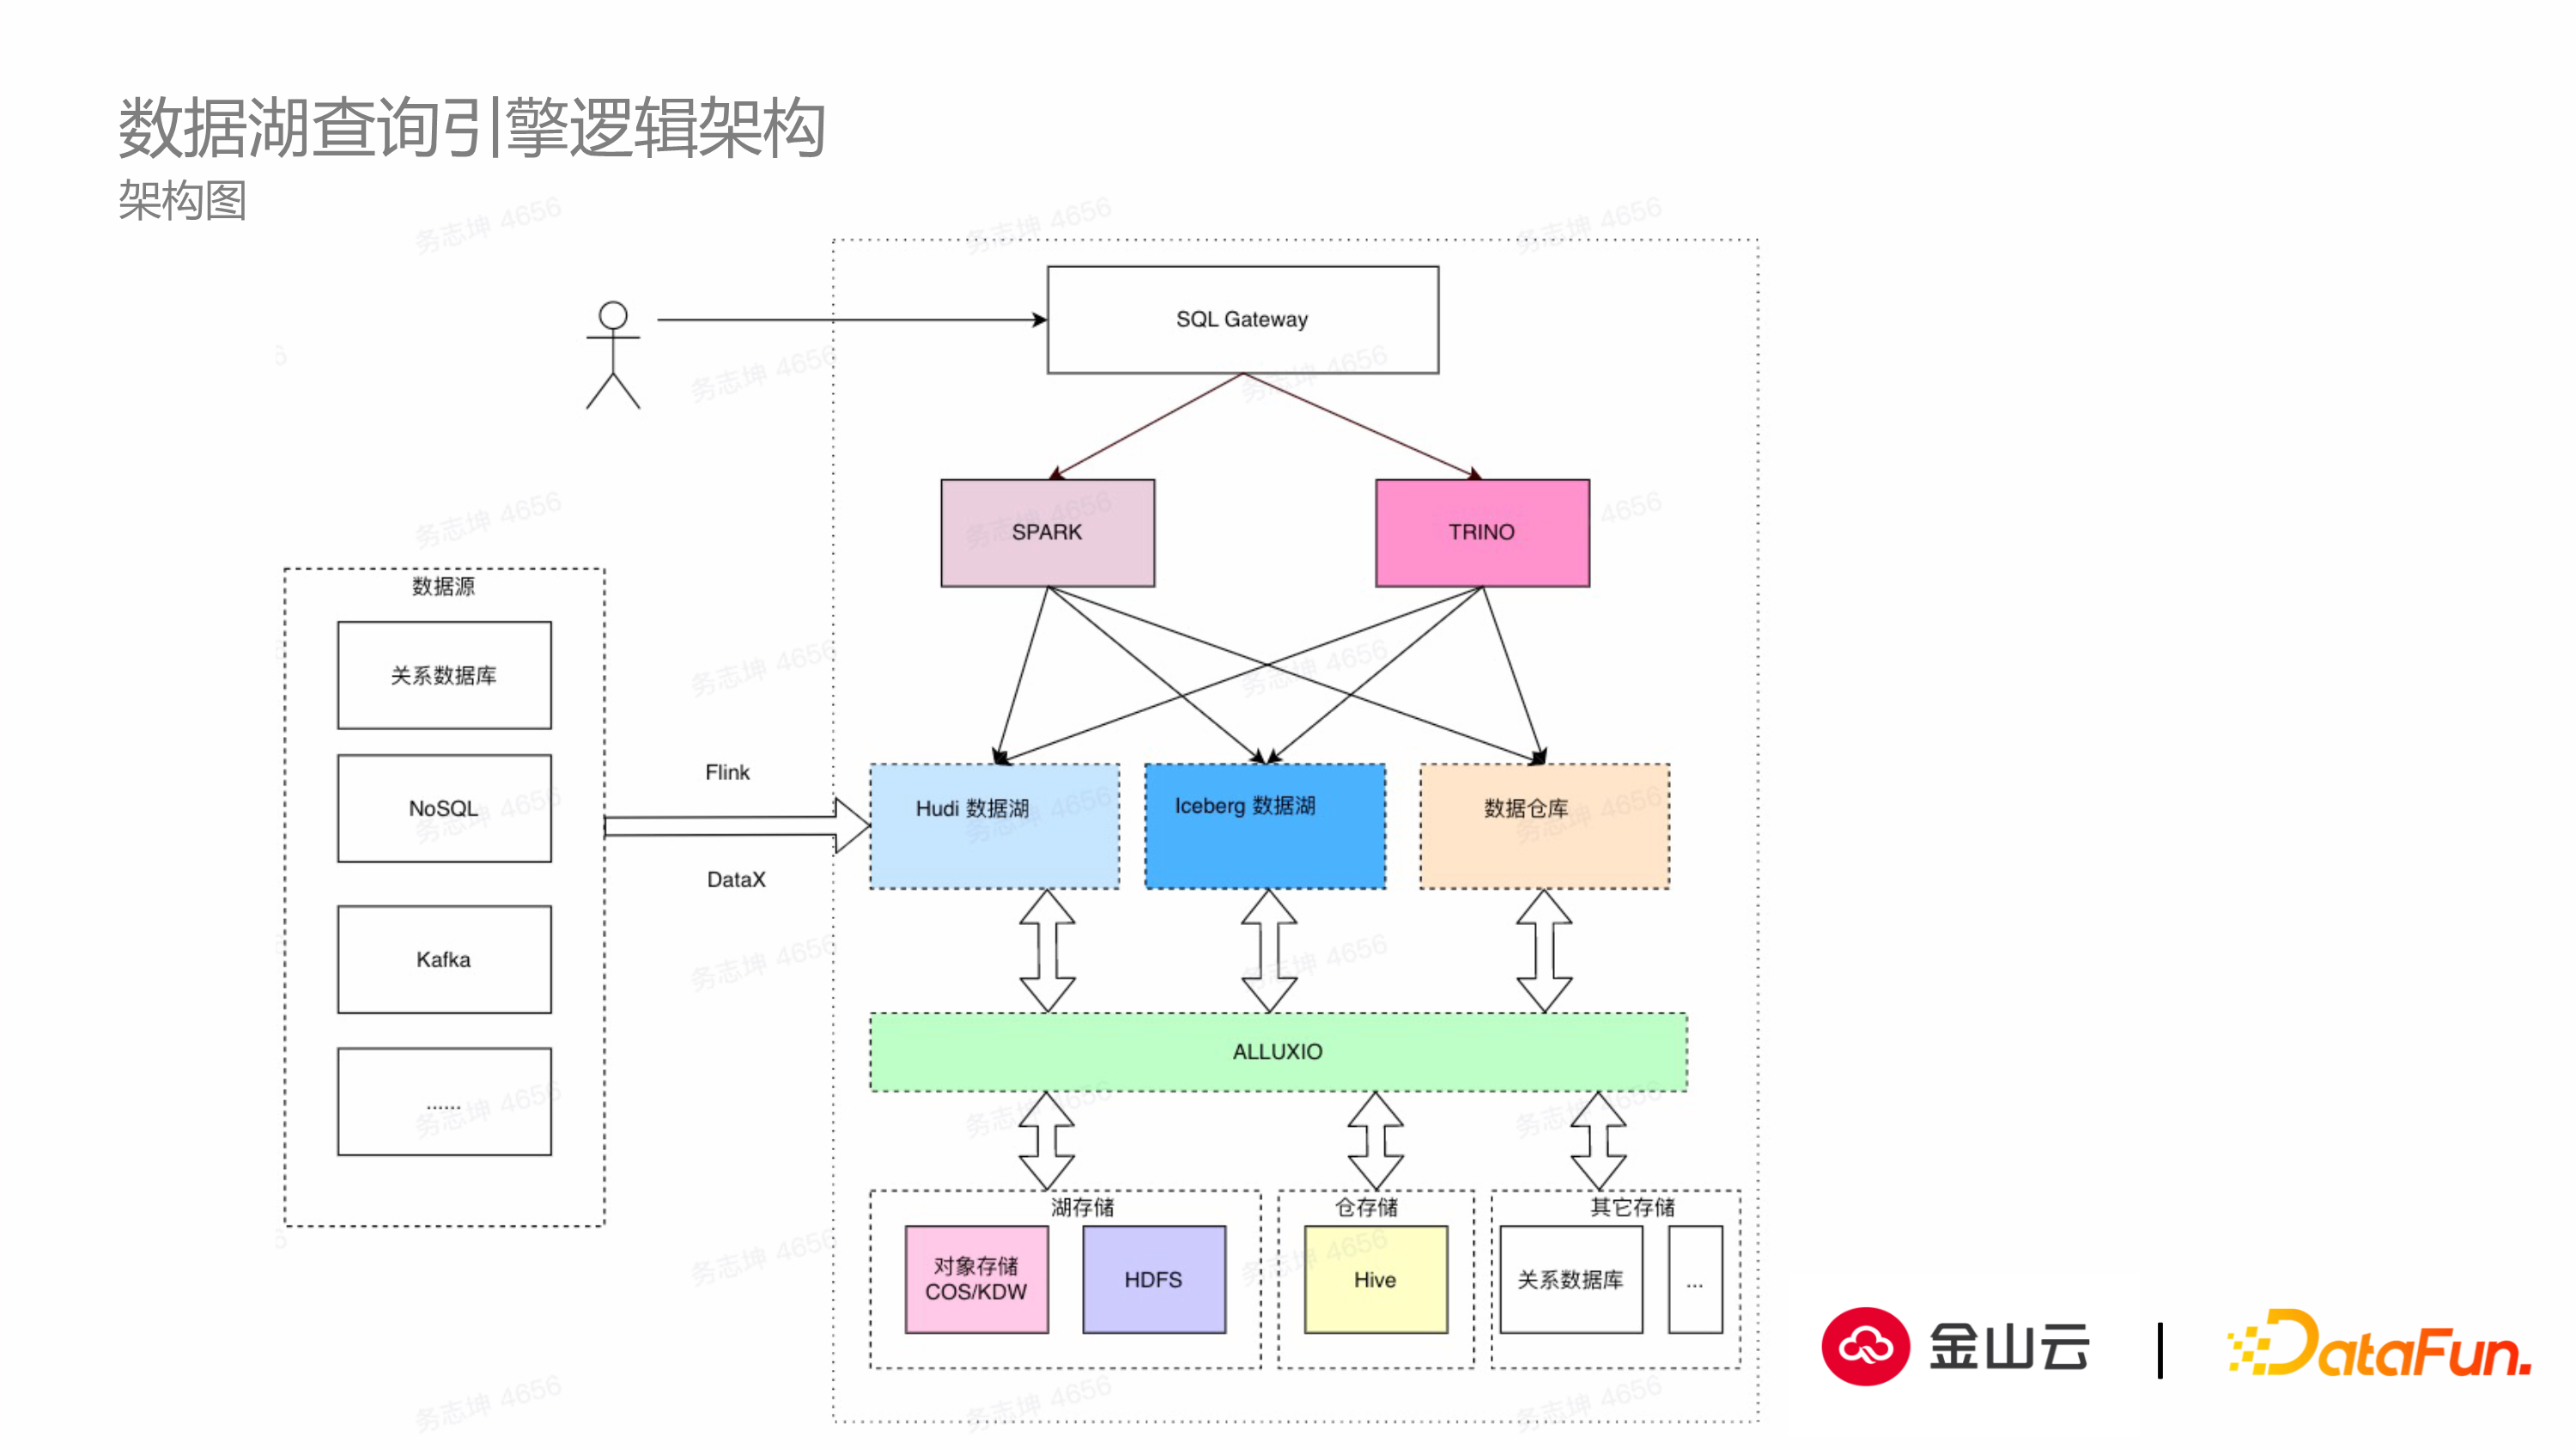 数据湖查询引擎逻辑架构
架构图
SQL Gateway
SPARK
TRINO
数据源
关系数据库
NoSQL
Kafka
......
Flink
DataX
Hudi 数据湖
Iceberg 数据湖
数据仓库
ALLUXIO
湖存储
对象存储
COS/KDW
HDFS
仓存储
Hive
其它存储
关系数据库
...
金山云
DataFun.
务志坤 4656